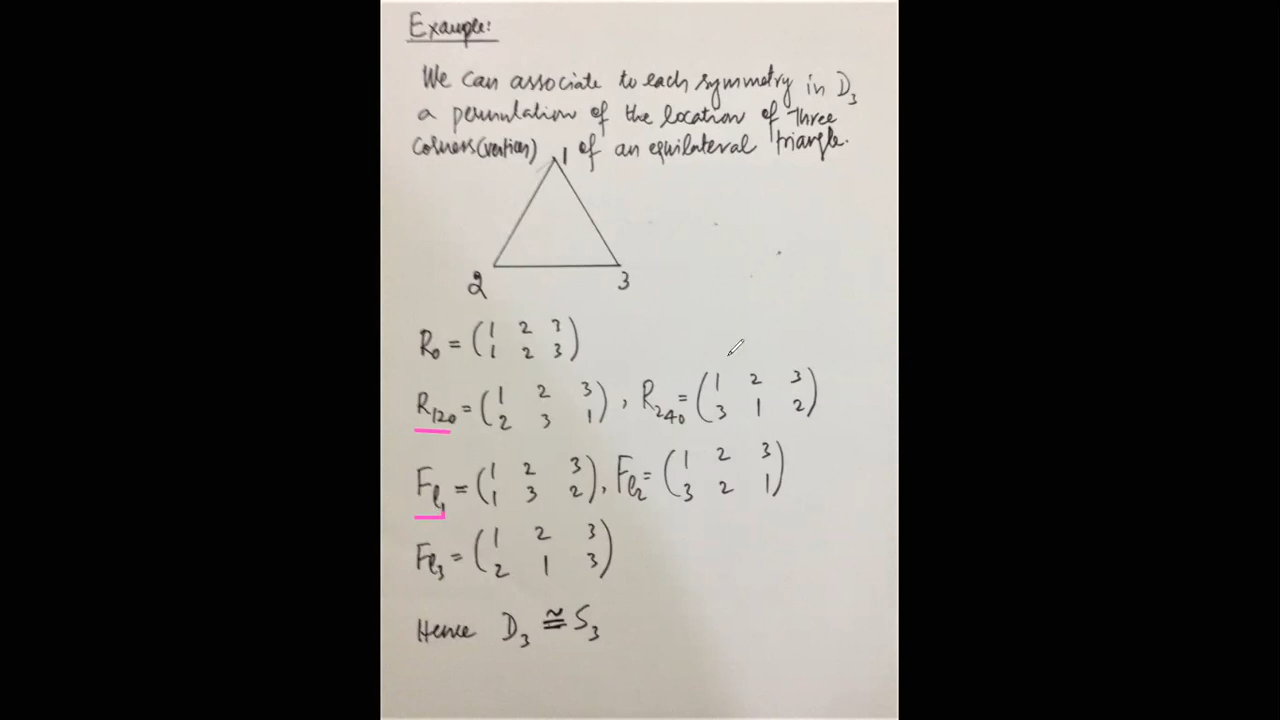 Example:
We can associate to each symmetry in D₃
a permutation of the location of three
corners(vertices) of an equilateral triangle.
1
2 3
R₀ = (1 2 3
1 2 3)
R₁₂₀ = (1 2 3
2 3 1), R₂₄₀ = (1 2 3
3 1 2)
F_ℓ₁ = (1 2 3
1 3 2), F_ℓ₂ = (1 2 3
3 2 1)
F_ℓ₃ = (1 2 3
2 1 3)
Hence D₃ ≅ S₃